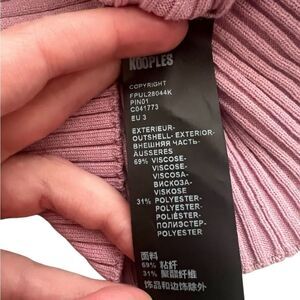 KOOPLES
COPYRIGHT
FPUL28044K
PIN01
C041773
EU 3
EXTERIEUR-
OUTSHELL- EXTERIOR-
ВНЕШНЯЯ ЧАСТЬ-
ÄUSSERES
69% VISCOSE-
VISCOSE-
VISCOSA-
ВИСКОЗА-
VISKOSE
31% POLYESTER-
POLYESTER-
POLIÉSTER-
ПОЛИЭСТЕР-
POLYESTER
面料
69% 粘纤
31% 聚酯纤维
饰品和边饰除外